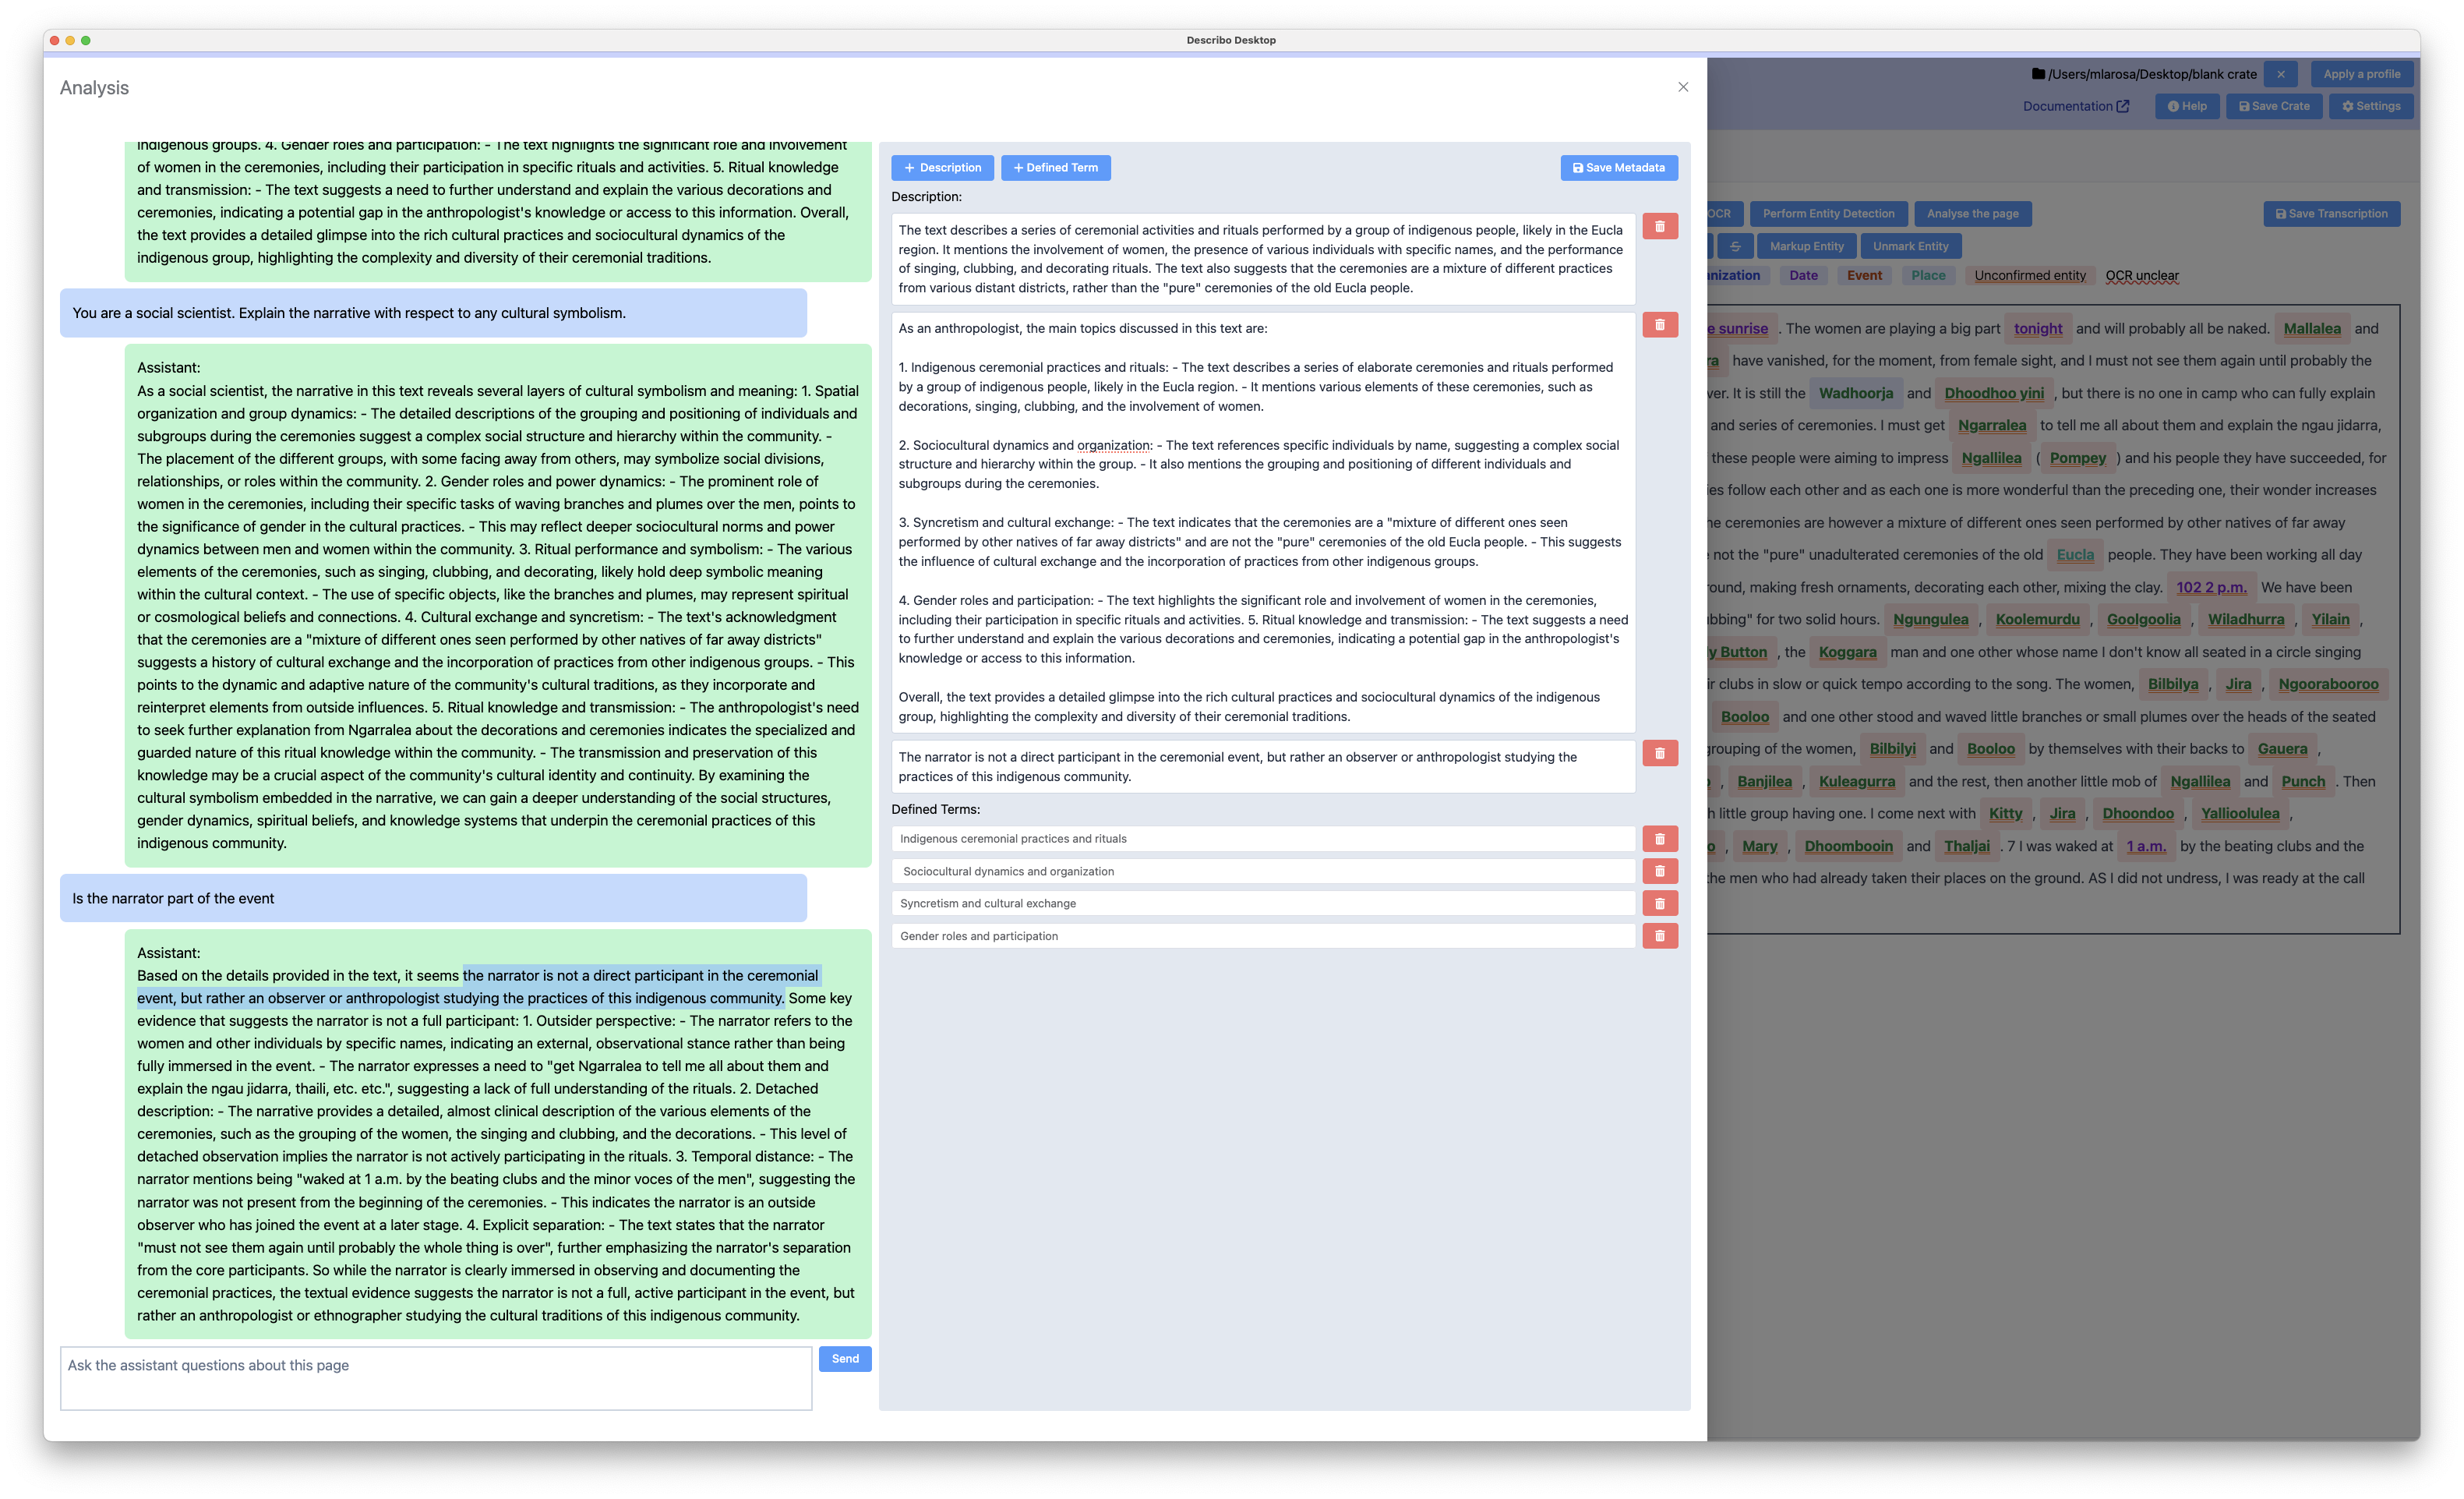 Describo Desktop
Analysis
indigenous groups. 4. Gender roles and participation: - The text highlights the significant role and involvement
of women in the ceremonies, including their participation in specific rituals and activities. 5. Ritual knowledge
and transmission: - The text suggests a need to further understand and explain the various decorations and
ceremonies, indicating a potential gap in the anthropologist's knowledge or access to this information. Overall,
the text provides a detailed glimpse into the rich cultural practices and sociocultural dynamics of the
indigenous group, highlighting the complexity and diversity of their ceremonial traditions.
You are a social scientist. Explain the narrative with respect to any cultural symbolism.
Assistant:
As a social scientist, the narrative in this text reveals several layers of cultural symbolism and meaning: 1. Spatial
organization and group dynamics: - The detailed descriptions of the grouping and positioning of individuals and
subgroups during the ceremonies suggest a complex social structure and hierarchy within the community. -
The placement of the different groups, with some facing away from others, may symbolize social divisions,
relationships, or roles within the community. 2. Gender roles and power dynamics: - The prominent role of
women in the ceremonies, including their specific tasks of waving branches and plumes over the men, points
to the significance of gender in the cultural practices. - This may reflect deeper sociocultural norms and power
dynamics between men and women within the community. 3. Ritual performance and symbolism: - The various
elements of the ceremonies, such as singing, clubbing, and decorating, likely hold deep symbolic meaning
within the cultural context. - The use of specific objects, like the branches and plumes, may represent spiritual
or cosmological beliefs and connections. 4. Cultural exchange and syncretism: - The text's acknowledgment
that the ceremonies are a "mixture of different ones seen performed by other natives of far away districts"
suggests a history of cultural exchange and the incorporation of practices from other indigenous groups. - This
points to the dynamic and adaptive nature of the community's cultural traditions, as they incorporate and
reinterpret elements from outside influences. 5. Ritual knowledge and transmission: - The anthropologist's need
to seek further explanation from Ngarralea about the decorations and ceremonies indicates the specialized and
guarded nature of this ritual knowledge within the community. - The transmission and preservation of this
knowledge may be a crucial aspect of the community's cultural identity and continuity. By examining the
cultural symbolism embedded in the narrative, we can gain a deeper understanding of the social structures,
gender dynamics, spiritual beliefs, and knowledge systems that underpin the ceremonial practices of this
indigenous community.
Is the narrator part of the event
Assistant:
Based on the details provided in the text, it seems the narrator is not a direct participant in the ceremonial
event, but rather an observer or anthropologist studying the practices of this indigenous community. Some key
evidence that suggests the narrator is not a full participant: 1. Outsider perspective: - The narrator refers to the
women and other individuals by specific names, indicating an external, observational stance rather than being
fully immersed in the event. - The narrator expresses a need to "get Ngarralea to tell me all about them and
explain the ngau jidarra, thaili, etc. etc.", suggesting a lack of full understanding of the rituals. 2. Detached
description: - The narrative provides a detailed, almost clinical description of the various elements of the
ceremonies, such as the grouping of the women, the singing and clubbing, and the decorations. - This level of
detached observation implies the narrator is not actively participating in the rituals. 3. Temporal distance: - The
narrator mentions being "waked at 1 a.m. by the beating clubs and the minor voces of the men", suggesting the
narrator was not present from the beginning of the ceremonies. - This indicates the narrator is an outside
observer who has joined the event at a later stage. 4. Explicit separation: - The text states that the narrator
"must not see them again until probably the whole thing is over", further emphasizing the narrator's separation
from the core participants. So while the narrator is clearly immersed in observing and documenting the
ceremonial practices, the textual evidence suggests the narrator is not a full, active participant in the event, but
rather an anthropologist or ethnographer studying the cultural traditions of this indigenous community.
Ask the assistant questions about this page
Send
+ Description
+ Defined Term
Save Metadata
Description:
The text describes a series of ceremonial activities and rituals performed by a group of indigenous people, likely in the Eucla
region. It mentions the involvement of women, the presence of various individuals with specific names, and the performance
of singing, clubbing, and decorating rituals. The text also suggests that the ceremonies are a mixture of different practices
from various distant districts, rather than the "pure" ceremonies of the old Eucla people.
As an anthropologist, the main topics discussed in this text are:
1. Indigenous ceremonial practices and rituals: - The text describes a series of elaborate ceremonies and rituals performed
by a group of indigenous people, likely in the Eucla region. - It mentions various elements of these ceremonies, such as
decorations, singing, clubbing, and the involvement of women.
2. Sociocultural dynamics and organization: - The text references specific individuals by name, suggesting a complex social
structure and hierarchy within the group. - It also mentions the grouping and positioning of different individuals and
subgroups during the ceremonies.
3. Syncretism and cultural exchange: - The text indicates that the ceremonies are a "mixture of different ones seen
performed by other natives of far away districts" and are not the "pure" ceremonies of the old Eucla people. - This suggests
the influence of cultural exchange and the incorporation of practices from other indigenous groups.
4. Gender roles and participation: - The text highlights the significant role and involvement of women in the ceremonies,
including their participation in specific rituals and activities. 5. Ritual knowledge and transmission: - The text suggests a need
to further understand and explain the various decorations and ceremonies, indicating a potential gap in the anthropologist's
knowledge or access to this information.
Overall, the text provides a detailed glimpse into the rich cultural practices and sociocultural dynamics of the indigenous
group, highlighting the complexity and diversity of their ceremonial traditions.
The narrator is not a direct participant in the ceremonial event, but rather an observer or anthropologist studying the
practices of this indigenous community.
Defined Terms:
Indigenous ceremonial practices and rituals
Sociocultural dynamics and organization
Syncretism and cultural exchange
Gender roles and participation
/Users/mlarosa/Desktop/blank crate
Apply a profile
Documentation
Help
Save Crate
Settings
OCR
Perform Entity Detection
Analyse the page
Save Transcription
S
Markup Entity
Unmark Entity
nization Date Event Place Unconfirmed entity OCR unclear
e sunrise . The women are playing a big part tonight and will probably all be naked. Mallalea and
ra have vanished, for the moment, from female sight, and I must not see them again until probably the
ver. It is still the Wadhoorja and Dhoodhoo yini , but there is no one in camp who can fully explain
and series of ceremonies. I must get Ngarralea to tell me all about them and explain the ngau jidarra,
these people were aiming to impress Ngallilea ( Pompey ) and his people they have succeeded, for
ies follow each other and as each one is more wonderful than the preceding one, their wonder increases
he ceremonies are however a mixture of different ones seen performed by other natives of far away
not the "pure" unadulterated ceremonies of the old Eucla people. They have been working all day
round, making fresh ornaments, decorating each other, mixing the clay. 102 2 p.m. We have been
ubbing" for two solid hours. Ngungulea , Koolemurdu , Goolgoolia , Wiladhurra , Yilain ,
ly Button , the Koggara man and one other whose name I don't know all seated in a circle singing
ir clubs in slow or quick tempo according to the song. The women, Bilbilya , Jira , Ngoorabooroo
Booloo and one other stood and waved little branches or small plumes over the heads of the seated
grouping of the women, Bilbilyi and Booloo by themselves with their backs to Gauera ,
, Banjilea , Kuleagurra and the rest, then another little mob of Ngallilea and Punch . Then
h little group having one. I come next with Kitty , Jira , Dhoondoo , Yallioolulea ,
o , Mary , Dhoombooin and Thaljai . 7 I was waked at 1 a.m. by the beating clubs and the
he men who had already taken their places on the ground. AS I did not undress, I was ready at the call